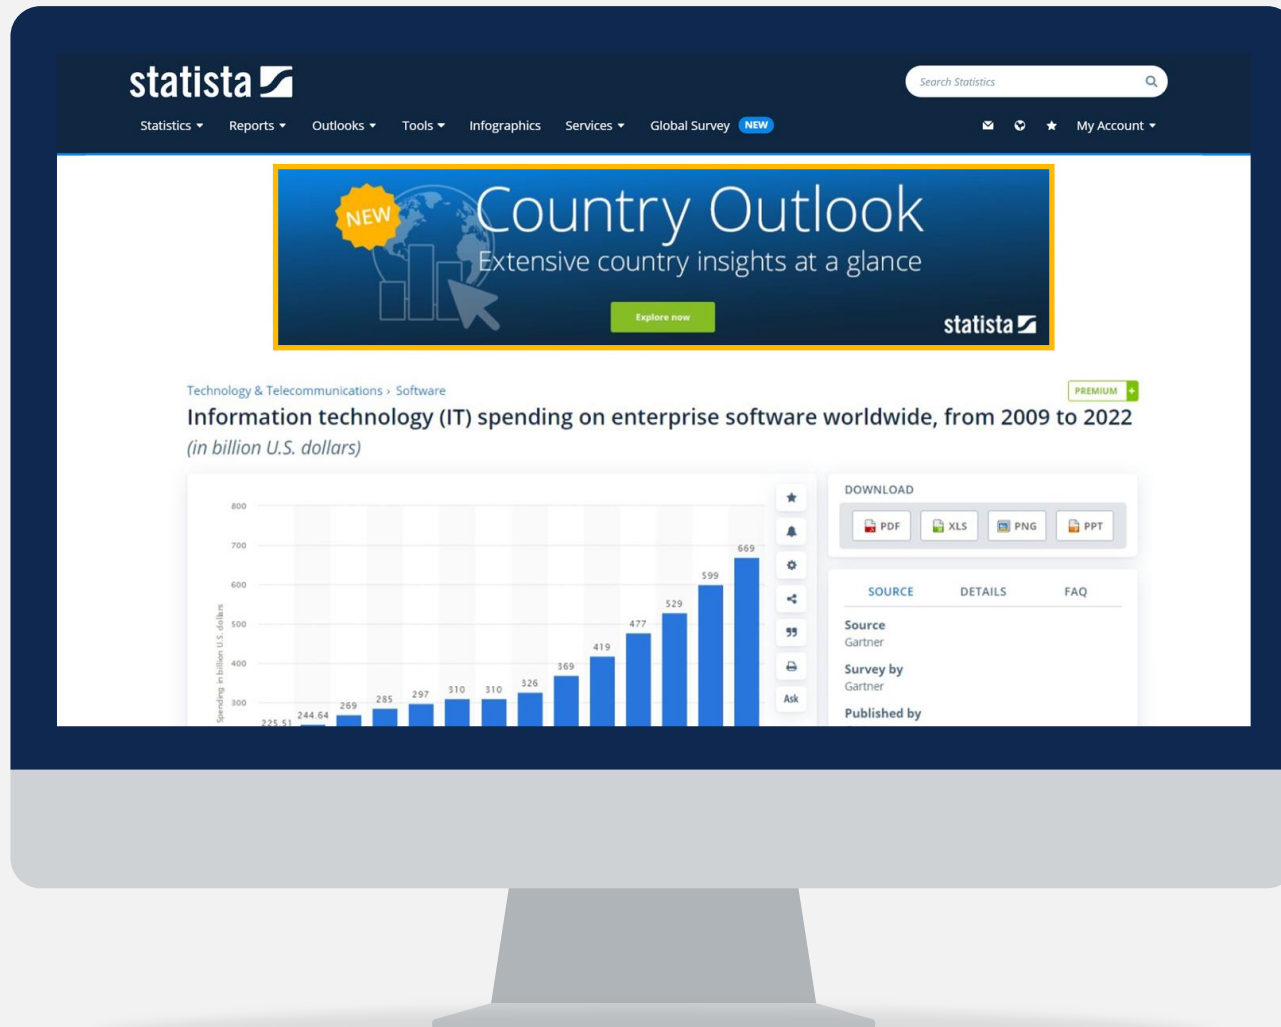 statista
Search Statistics
Statistics Reports Outlooks Tools Infographics Services Global Survey NEW My Account
NEW
Country Outlook
Extensive country insights at a glance
Explore now
statista
Technology & Telecommunications › Software
PREMIUM +
Information technology (IT) spending on enterprise software worldwide, from 2009 to 2022
(in billion U.S. dollars)
Spending in billion U.S. dollars
800
700
600
500
400
300
225.51
244.64
269
285
297
310
310
326
369
419
477
529
599
669
Ask
DOWNLOAD
PDF XLS PNG PPT
SOURCE DETAILS FAQ
Source
Gartner
Survey by
Gartner
Published by